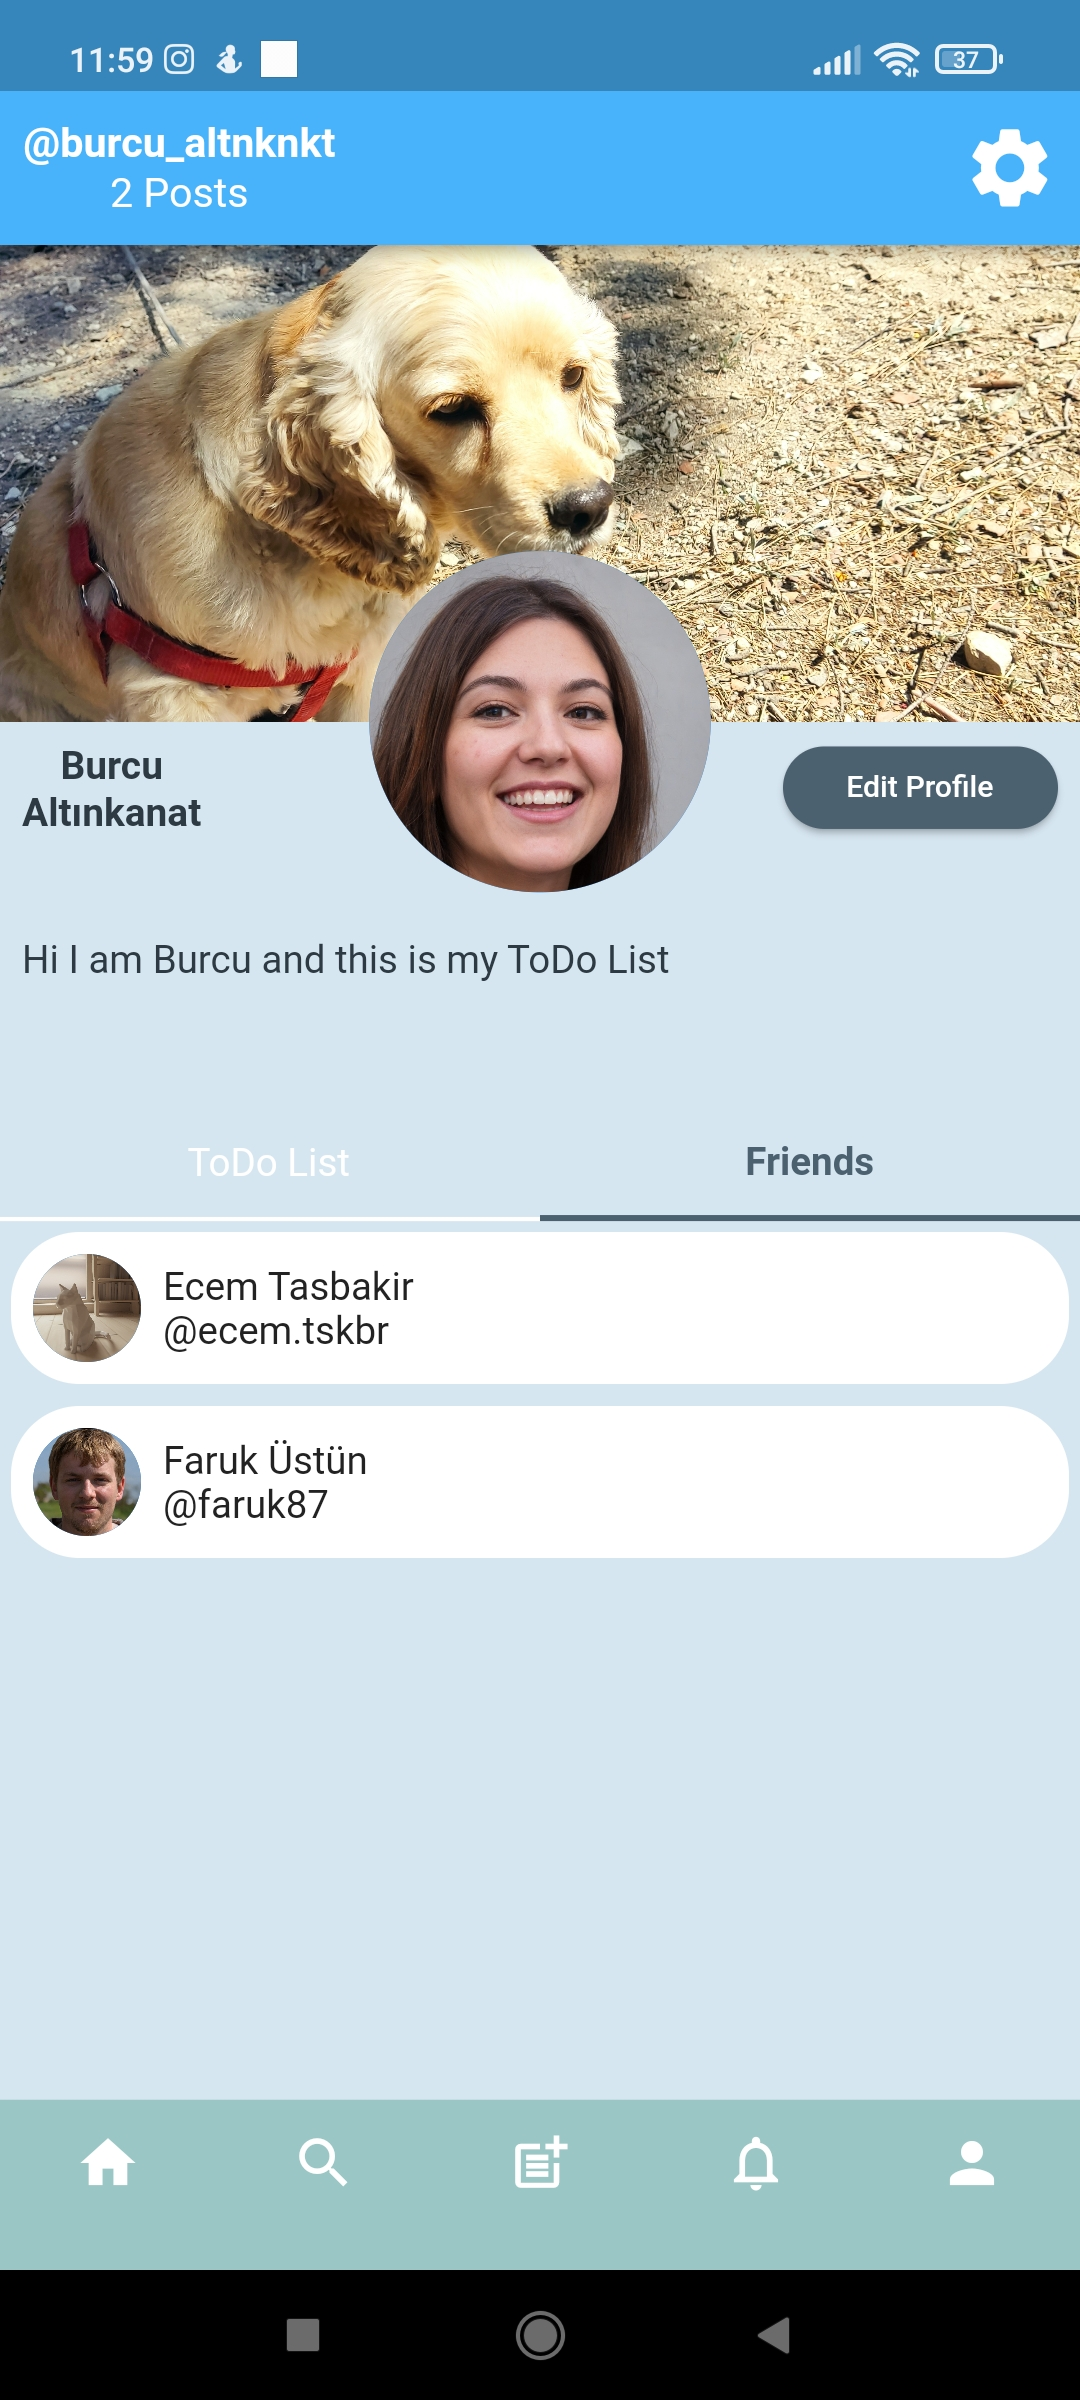 11:59
37
@burcu_altnknkt
2 Posts
Burcu
Altınkanat
Edit Profile
Hi I am Burcu and this is my ToDo List
ToDo List
Friends
Ecem Tasbakir
@ecem.tskbr
Faruk Üstün
@faruk87